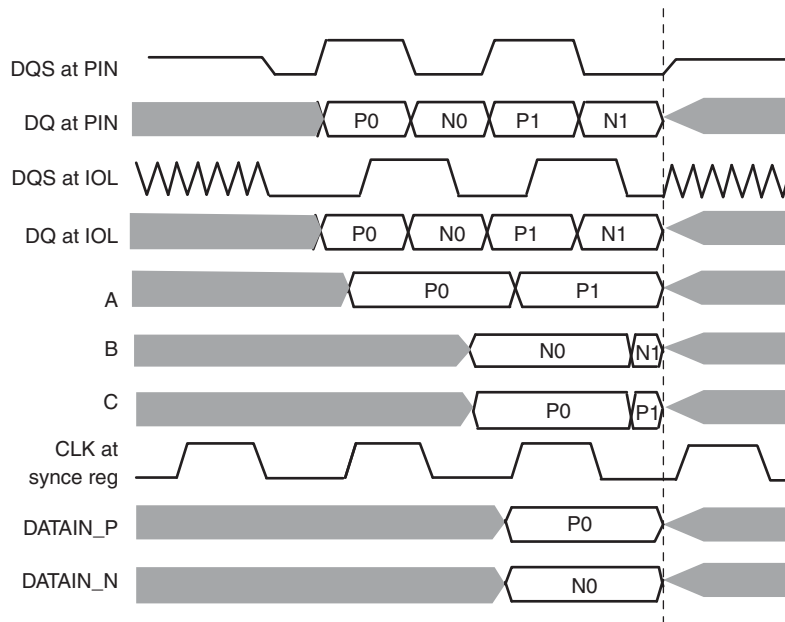 DQS at PIN
DQ at PIN P0 N0 P1 N1
DQS at IOL
DQ at IOL P0 N0 P1 N1
A P0 P1
B N0 N1
C P0 P1
CLK at
synce reg
DATAIN_P P0
DATAIN_N N0